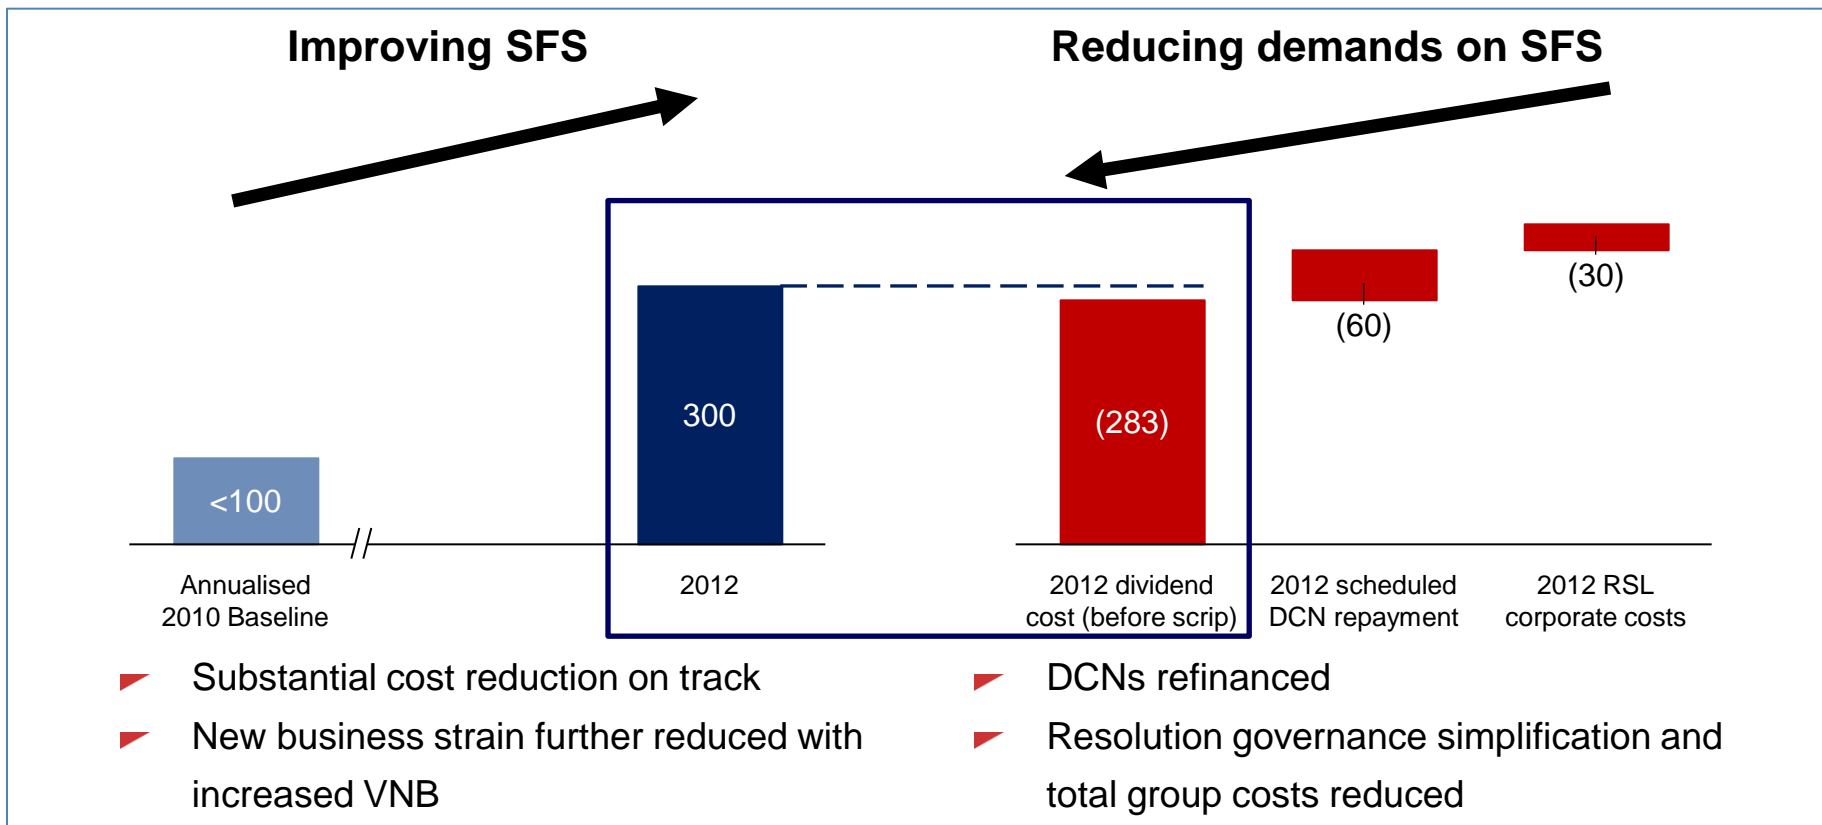 Improving SFS
Reducing demands on SFS
<100
300
(283)
(60)
(30)
Annualised
2010 Baseline
2012
2012 dividend
cost (before scrip)
2012 scheduled
DCN repayment
2012 RSL
corporate costs
Substantial cost reduction on track
New business strain further reduced with
increased VNB
DCNs refinanced
Resolution governance simplification and
total group costs reduced